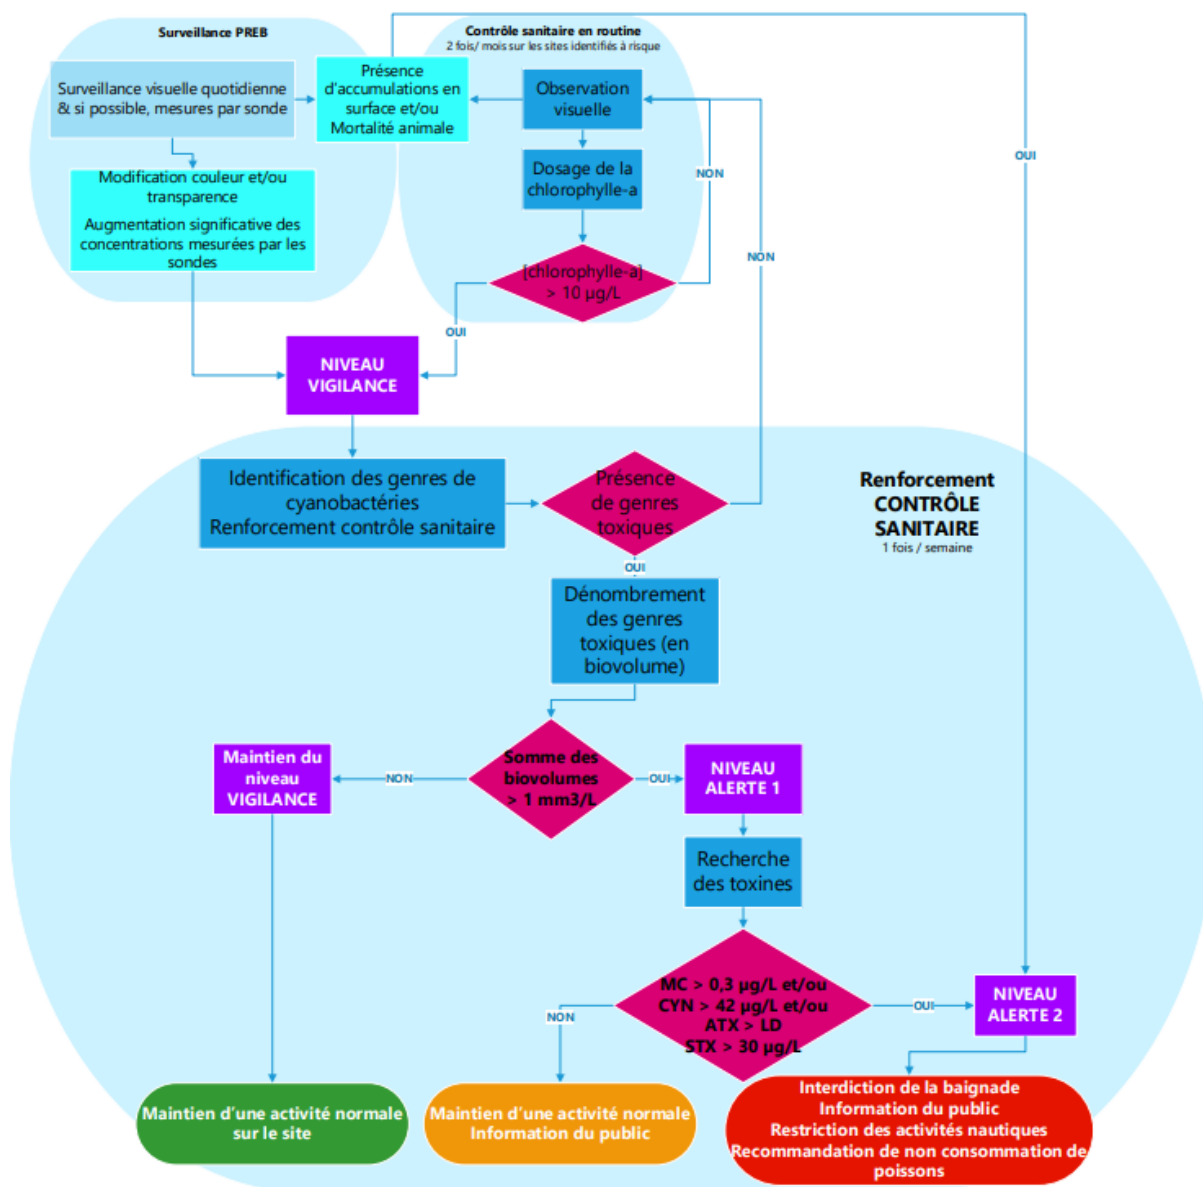 Surveillance PREB
Contrôle sanitaire en routine
2 fois/ mois sur les sites identifiés à risque
Surveillance visuelle quotidienne
& si possible, mesures par sonde
Présence
d'accumulations en
surface et/ou
Mortalité animale
Observation
visuelle
OUI
Dosage de la
chlorophylle-a
NON
Modification couleur et/ou
transparence
Augmentation significative des
concentrations mesurées par les
sondes
NON
[chlorophylle-a]
> 10 µg/L
OUI
NIVEAU
VIGILANCE
Identification des genres de
cyanobactéries
Renforcement contrôle sanitaire
Présence
de genres
toxiques
Renforcement
CONTRÔLE
SANITAIRE
1 fois / semaine
OUI
Dénombrement
des genres
toxiques (en
biovolume)
Maintien du
niveau
VIGILANCE
NON
Somme des
biovolumes
> 1 mm3/L
OUI
NIVEAU
ALERTE 1
Recherche
des toxines
MC > 0,3 µg/L et/ou
CYN > 42 µg/L et/ou
ATX > LD
STX > 30 µg/L
NON
OUI
NIVEAU
ALERTE 2
Maintien d'une activité normale
sur le site
Maintien d'une activité normale
Information du public
Interdiction de la baignade
Information du public
Restriction des activités nautiques
Recommandation de non consommation de
poissons